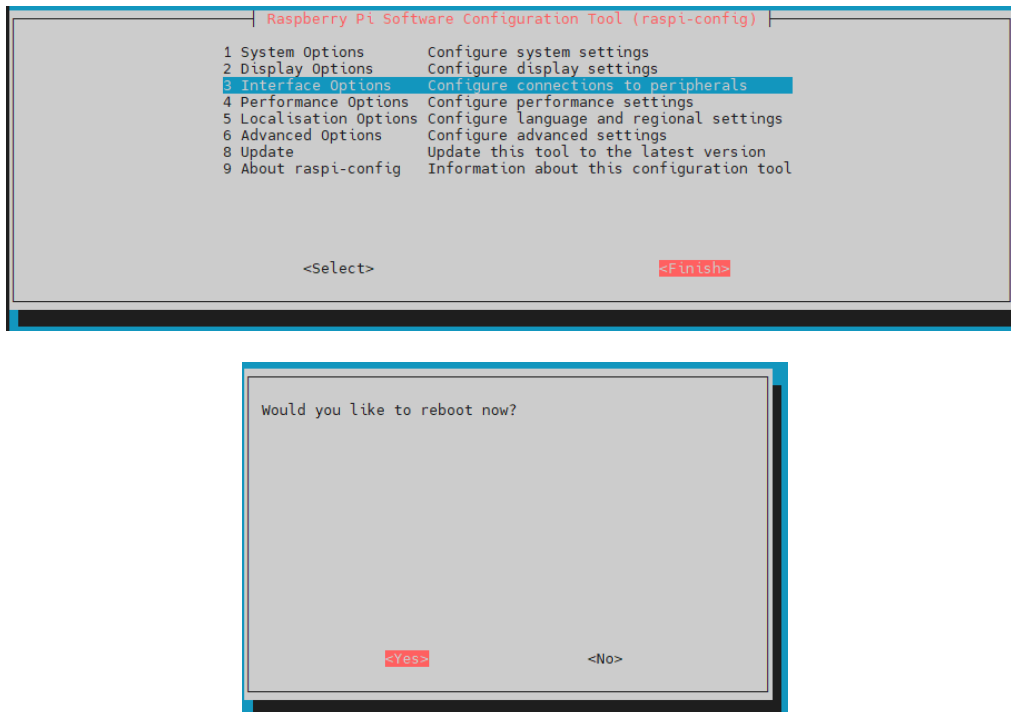 Raspberry Pi Software Configuration Tool (raspi-config)
1 System Options Configure system settings
2 Display Options Configure display settings
3 Interface Options Configure connections to peripherals
4 Performance Options Configure performance settings
5 Localisation Options Configure language and regional settings
6 Advanced Options Configure advanced settings
8 Update Update this tool to the latest version
9 About raspi-config Information about this configuration tool
<Select> <Finish>
Would you like to reboot now?
<Yes> <No>